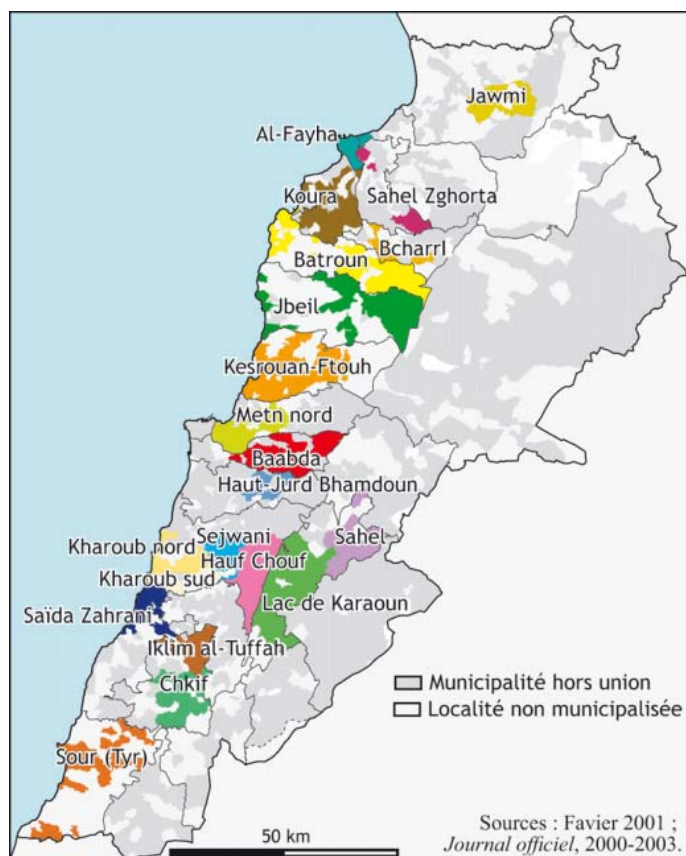 Jawmi
Al-Fayha
Koura
Sahel Zghorta
BcharrI
Batroun
Jbeil
Kesrouan-Ftouh
Metn nord
Baabda
Haut-Jurd Bhamdoun
Sejwani
Sahel
Kharoub nord
Hauf Chouf
Kharoub sud
Saïda Zahrani
Lac de Karaoun
Iklim al-Tuffah
Chkif
Municipalité hors union
Localité non municipalisée
Sour (Tyr)
50 km
Sources : Favier 2001 ;
Journal officiel, 2000-2003.